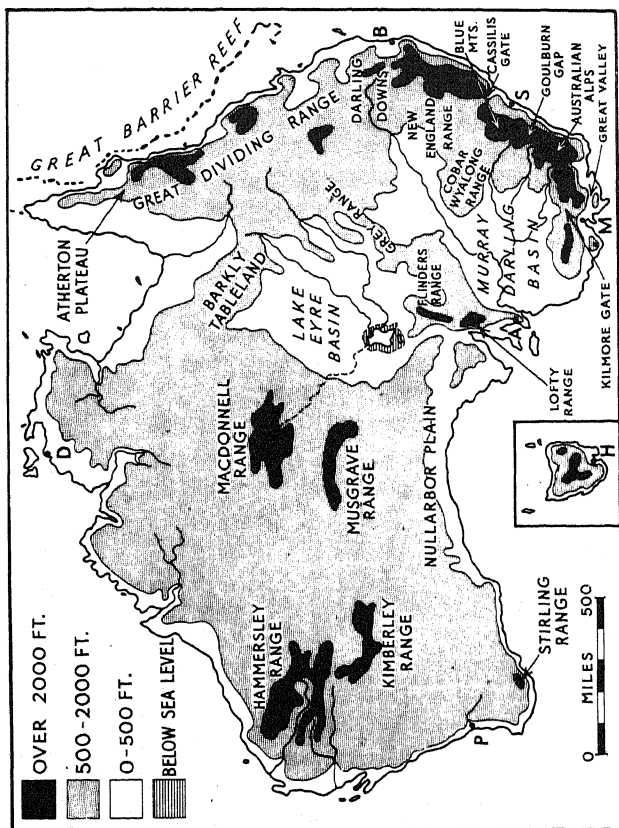 OVER 2000 FT.
500-2000 FT.
0-500 FT.
BELOW SEA LEVEL
GREAT BARRIER REEF
ATHERTON
PLATEAU
GREAT DIVIDING RANGE
D
BARKLY
TABLELAND
MACDONNELL
RANGE
LAKE
EYRE
BASIN
GREY RANGE
DARLING
DOWNS
B
HAMMERSLEY
RANGE
MUSGRAVE
RANGE
FLINDERS
RANGE
NEW
ENGLAND
RANGE
COBAR
WYALONG
RANGE
BLUE
MTS.
CASSILIS
GATE
S
GOULBURN
GAP
AUSTRALIAN
ALPS
GREAT VALLEY
KIMBERLEY
RANGE
NULLARBOR PLAIN
MURRAY
DARLING
BASIN
A
M
P
LOFTY
RANGE
KILMORE GATE
STIRLING
RANGE
H
0 MILES 500